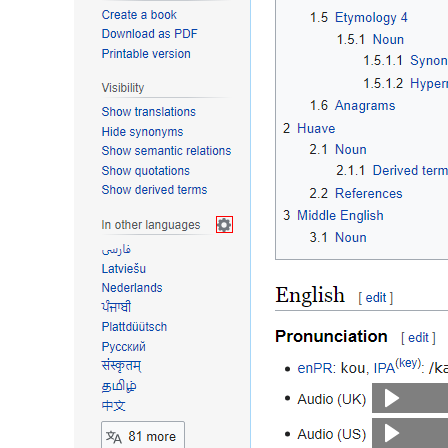 Create a book
Download as PDF
Printable version
Visibility
Show translations
Hide synonyms
Show semantic relations
Show quotations
Show derived terms
In other languages
فارسی
Latviešu
Nederlands
ਪੰਜਾਬੀ
Plattdüütsch
Русский
संस्कृतम्
தமிழ்
中文
81 more
1.5 Etymology 4
1.5.1 Noun
1.5.1.1 Synon
1.5.1.2 Hyper
1.6 Anagrams
2 Huave
2.1 Noun
2.1.1 Derived term
2.2 References
3 Middle English
3.1 Noun
English [ edit ]
Pronunciation [ edit ]
• enPR: kou, IPA(key): /k
• Audio (UK)
• Audio (US)